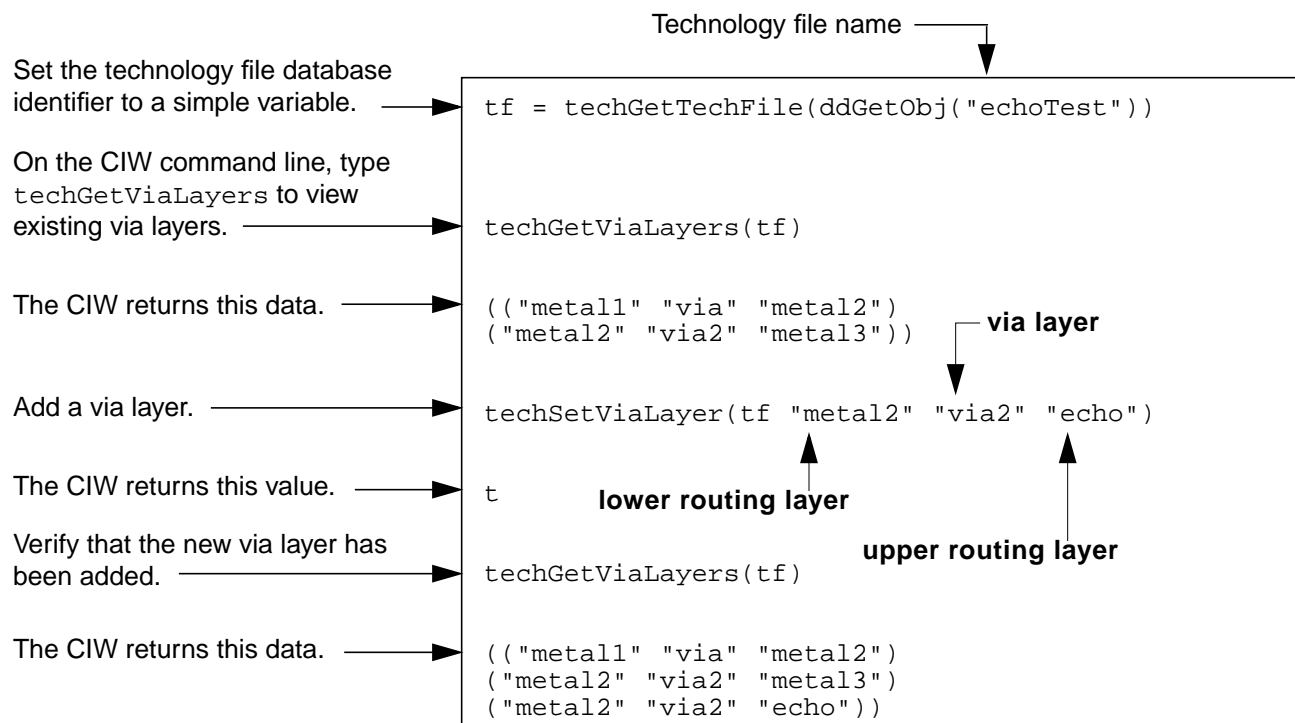 Technology file name
Set the technology file database
identifier to a simple variable.
tf = techGetTechFile(ddGetObj("echoTest"))
On the CIW command line, type
techGetViaLayers to view
existing via layers.
techGetViaLayers(tf)
The CIW returns this data.
(("metal1" "via" "metal2")
("metal2" "via2" "metal3"))
via layer
Add a via layer.
techSetViaLayer(tf "metal2" "via2" "echo")
The CIW returns this value.
t
lower routing layer
upper routing layer
Verify that the new via layer has
been added.
techGetViaLayers(tf)
The CIW returns this data.
(("metal1" "via" "metal2")
("metal2" "via2" "metal3")
("metal2" "via2" "echo"))